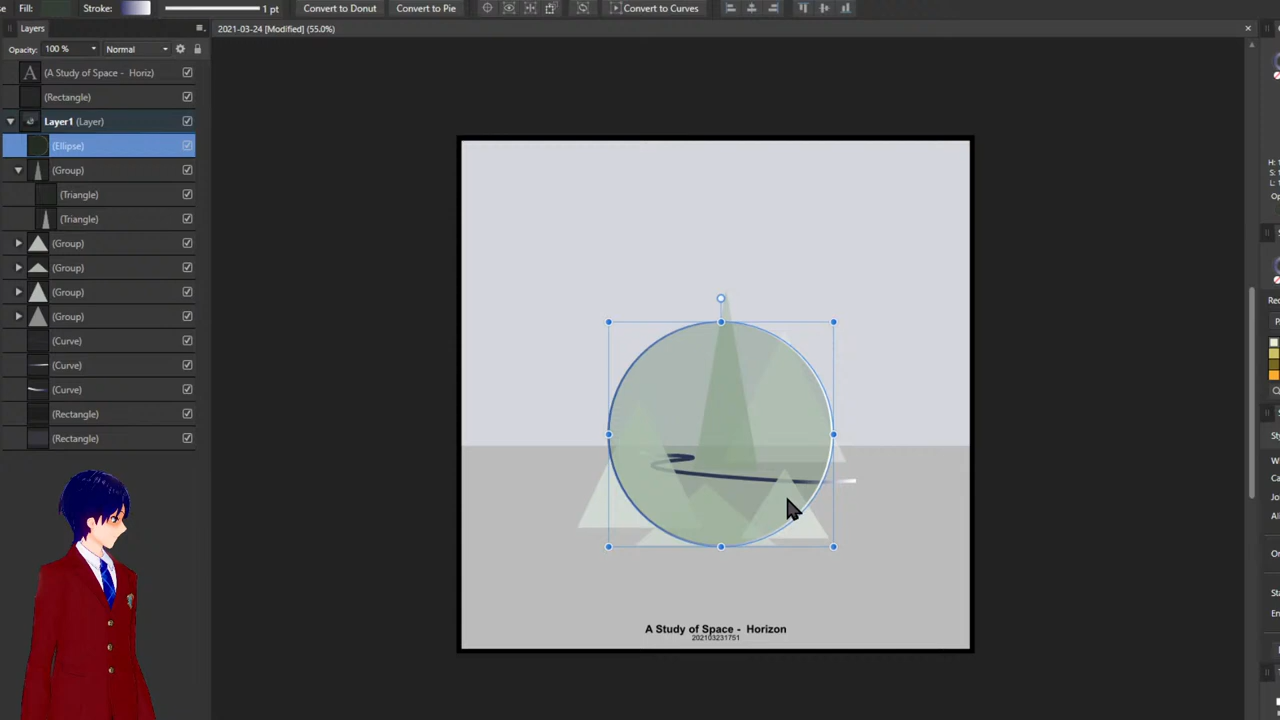 Fill:
Stroke:
1 pt
Convert to Donut
Convert to Pie
Convert to Curves
Layers
2021-03-24 [Modified] (55.0%)
Opacity: 100 %
Normal
A (A Study of Space - Horiz)
(Rectangle)
Layer1 (Layer)
(Ellipse)
(Group)
(Triangle)
(Triangle)
(Group)
(Group)
(Group)
(Group)
(Curve)
(Curve)
(Curve)
(Rectangle)
(Rectangle)
A Study of Space - Horizon
202103231751
H:
S:
L: